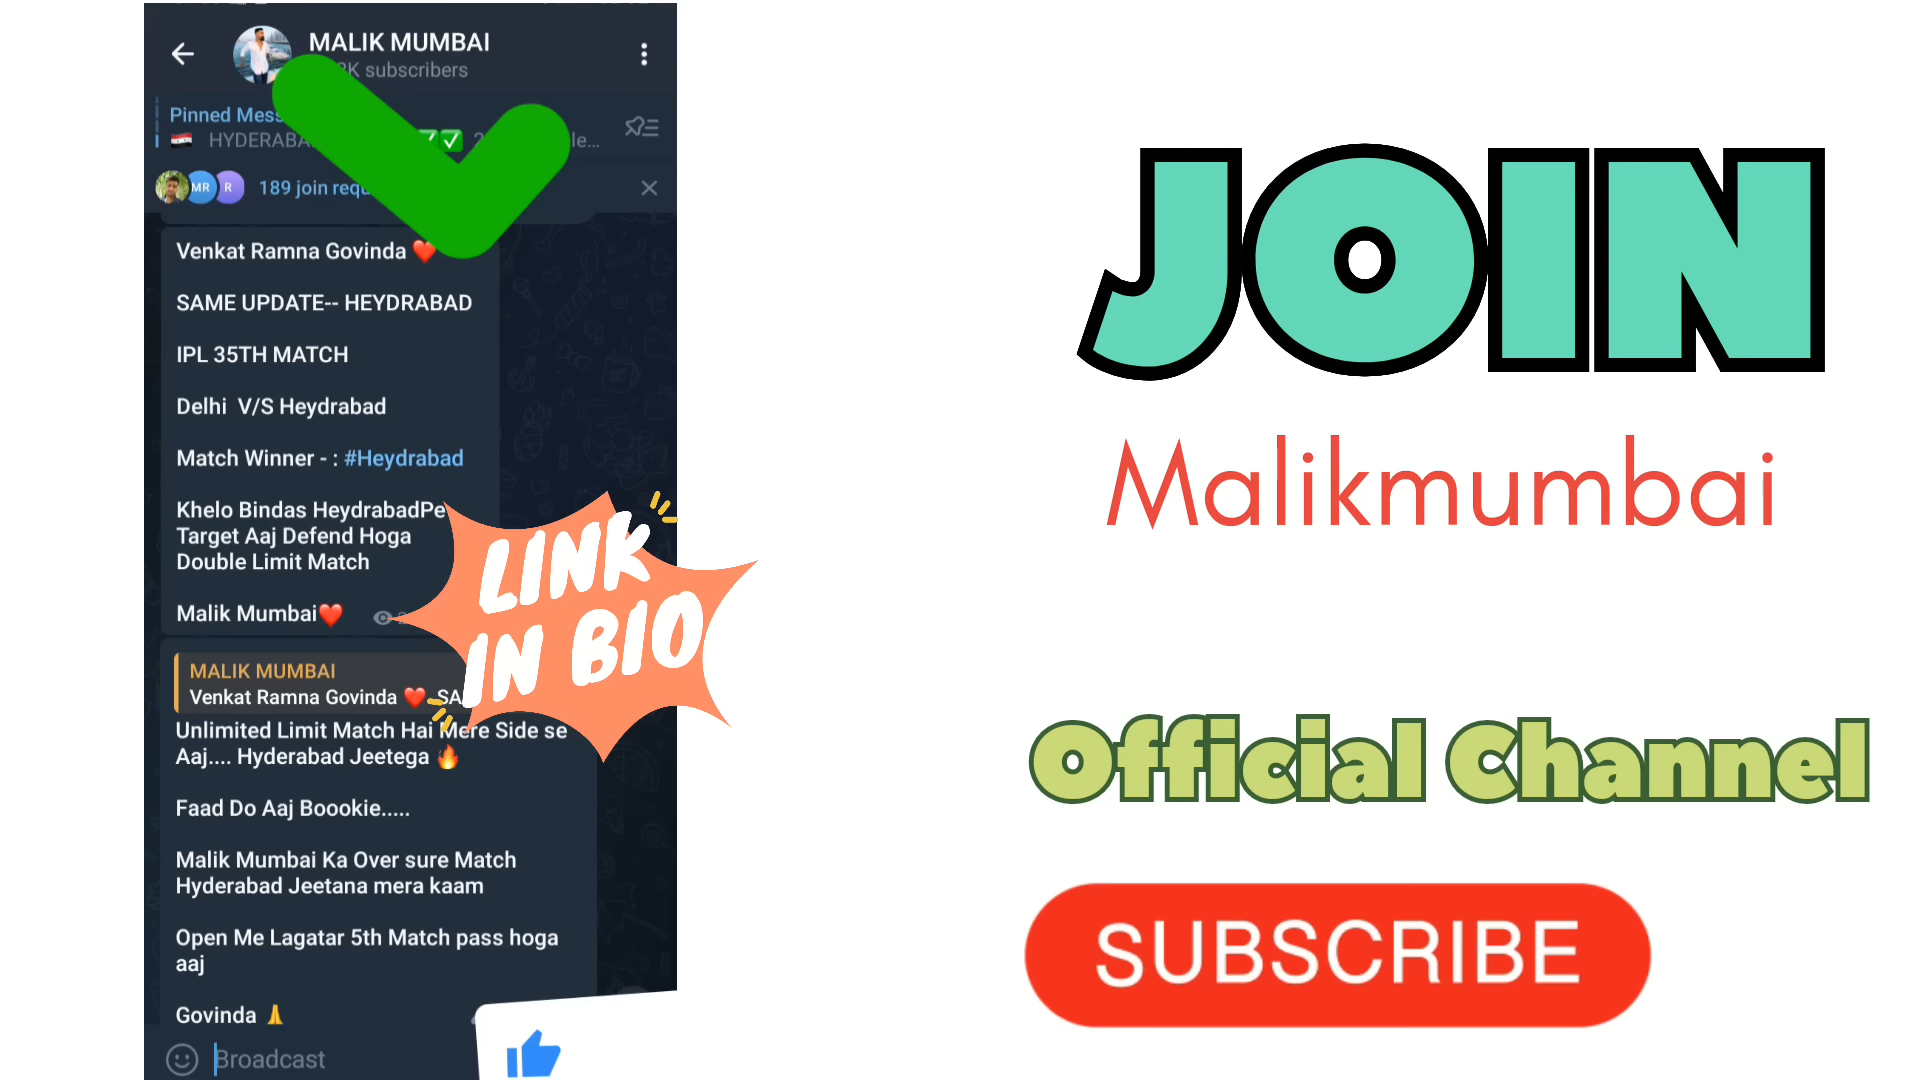 MALIK MUMBAI
K subscribers
Pinned Mess
HYDERABA
le...
MR
R
189 join requ
Venkat Ramna Govinda ❤️
SAME UPDATE-- HEYDRABAD
IPL 35TH MATCH
Delhi V/S Heydrabad
Match Winner - : #Heydrabad
Khelo Bindas HeydrabadPe
Target Aaj Defend Hoga
Double Limit Match
Malik Mumbai❤️
MALIK MUMBAI
Venkat Ramna Govinda ❤️ SA
Unlimited Limit Match Hai Mere Side se
Aaj.... Hyderabad Jeetega 🔥
Faad Do Aaj Boookie.....
Malik Mumbai Ka Over sure Match
Hyderabad Jeetana mera kaam
Open Me Lagatar 5th Match pass hoga
aaj
Govinda 🙏
Broadcast
LINK
IN BIO
JOIN
Malikmumbai
Official Channel
SUBSCRIBE